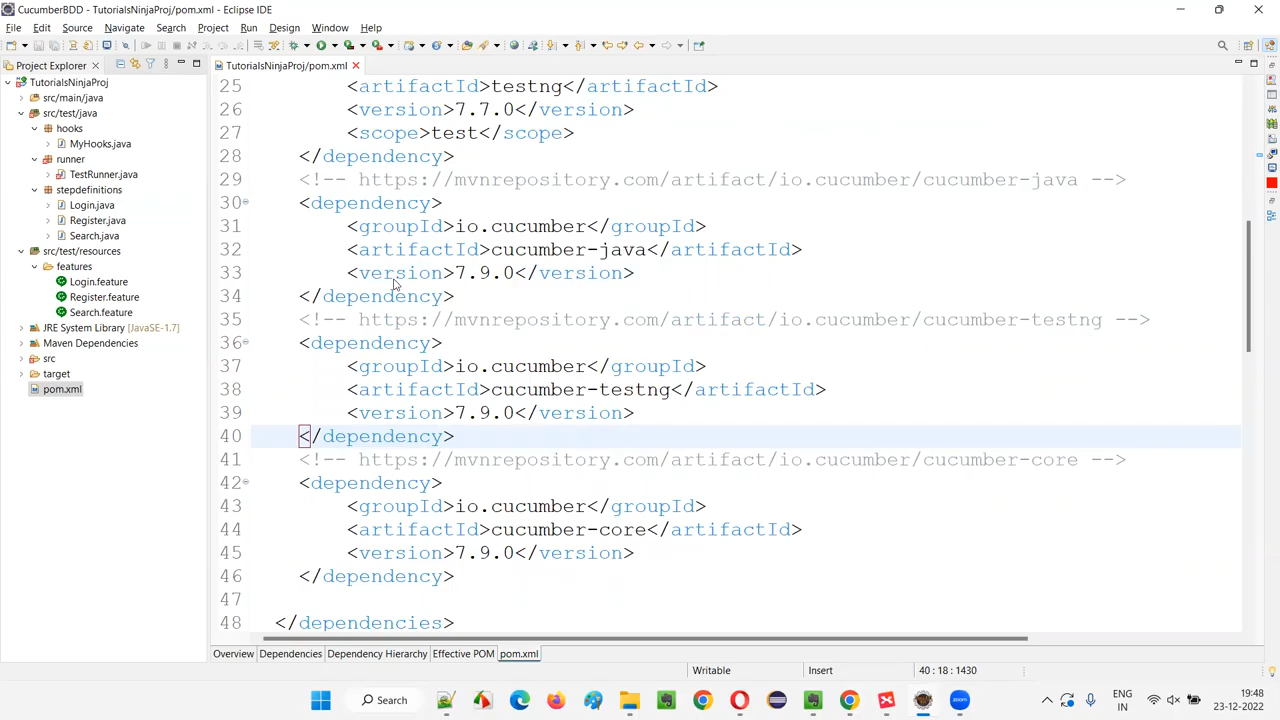 CucumberBDD - TutorialsNinjaProj/pom.xml - Eclipse IDE
File Edit Source Navigate Search Project Run Design Window Help
Project Explorer
TutorialsNinjaProj/pom.xml
TutorialsNinjaProj
src/main/java
src/test/java
hooks
MyHooks.java
runner
TestRunner.java
stepdefinitions
Login.java
Register.java
Search.java
src/test/resources
features
Login.feature
Register.feature
Search.feature
JRE System Library [JavaSE-1.7]
Maven Dependencies
src
target
pom.xml
25 <artifactId>testng</artifactId>
26 <version>7.7.0</version>
27 <scope>test</scope>
28 </dependency>
29 <!-- https://mvnrepository.com/artifact/io.cucumber/cucumber-java -->
30 <dependency>
31 <groupId>io.cucumber</groupId>
32 <artifactId>cucumber-java</artifactId>
33 <version>7.9.0</version>
34 </dependency>
35 <!-- https://mvnrepository.com/artifact/io.cucumber/cucumber-testng -->
36 <dependency>
37 <groupId>io.cucumber</groupId>
38 <artifactId>cucumber-testng</artifactId>
39 <version>7.9.0</version>
40 </dependency>
41 <!-- https://mvnrepository.com/artifact/io.cucumber/cucumber-core -->
42 <dependency>
43 <groupId>io.cucumber</groupId>
44 <artifactId>cucumber-core</artifactId>
45 <version>7.9.0</version>
46 </dependency>
47
48 </dependencies>
Overview Dependencies Dependency Hierarchy Effective POM pom.xml
Writable Insert 40 : 18 : 1430
Search
ENG
IN
19:48
23-12-2022